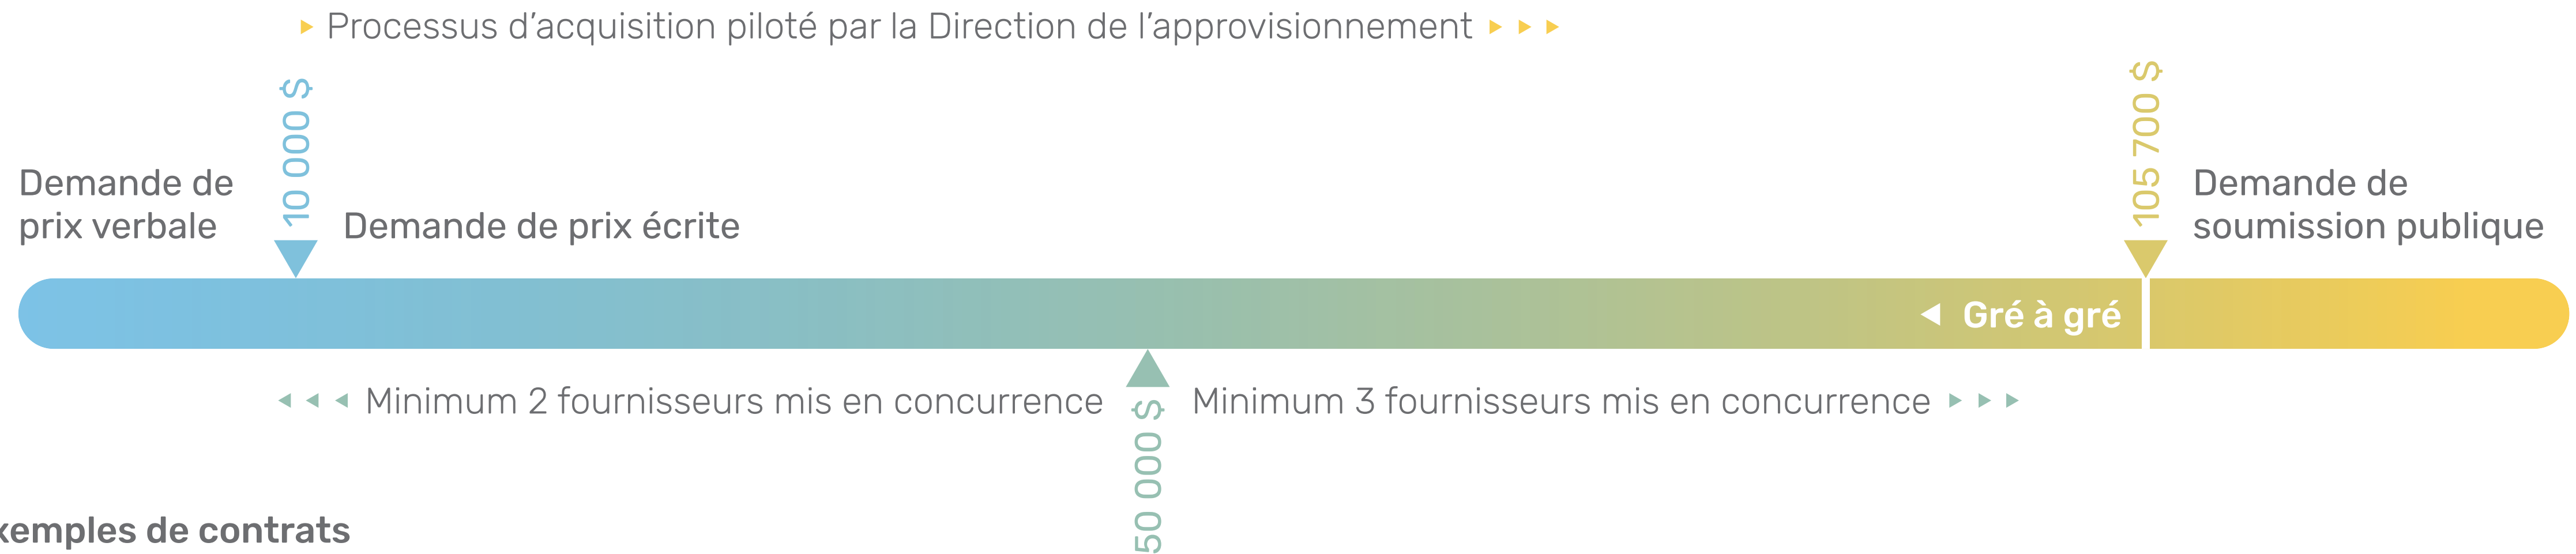 Processus d’acquisition piloté par la Direction de l’approvisionnement
10 000 $
105 700 $
Demande de
prix verbale
Demande de prix écrite
Demande de
soumission publique
Gré à gré
Minimum 2 fournisseurs mis en concurrence
50 000 $
Minimum 3 fournisseurs mis en concurrence
xemples de contrats